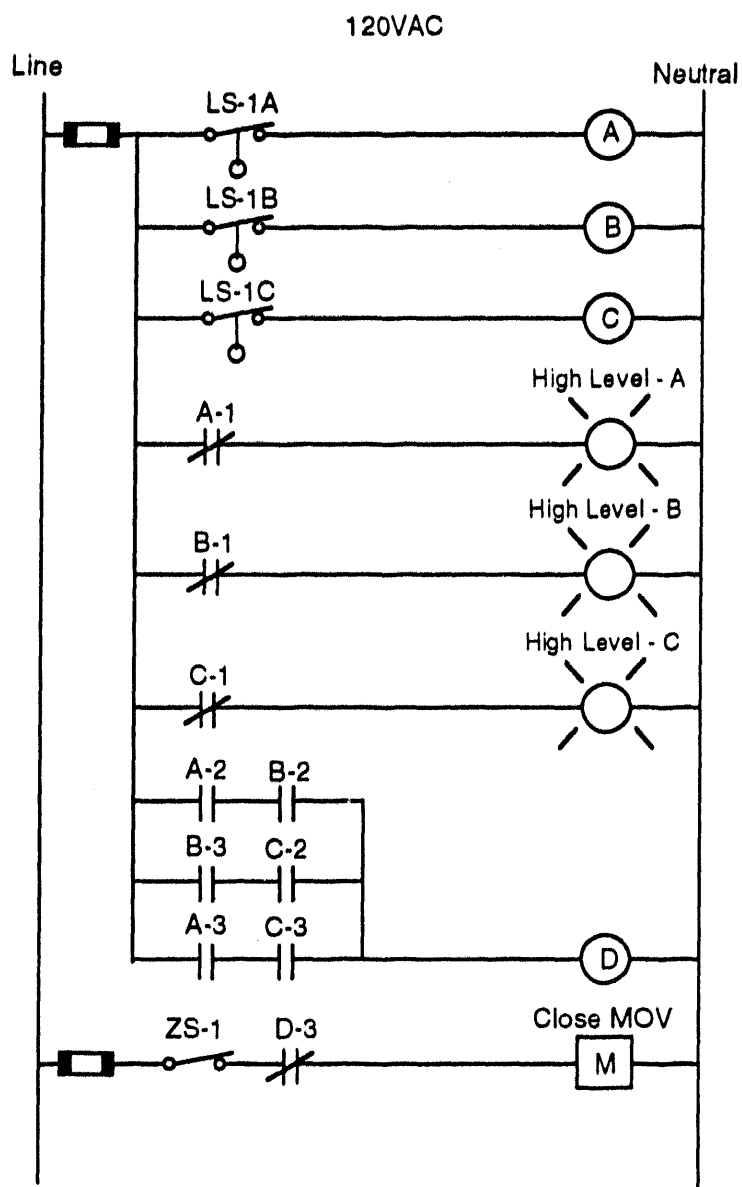 120VAC
Line
Neutral
LS-1A
A
LS-1B
B
LS-1C
C
High Level - A
A-1
High Level - B
B-1
High Level - C
C-1
A-2 B-2
B-3 C-2
A-3 C-3
D
ZS-1 D-3 Close MOV
M